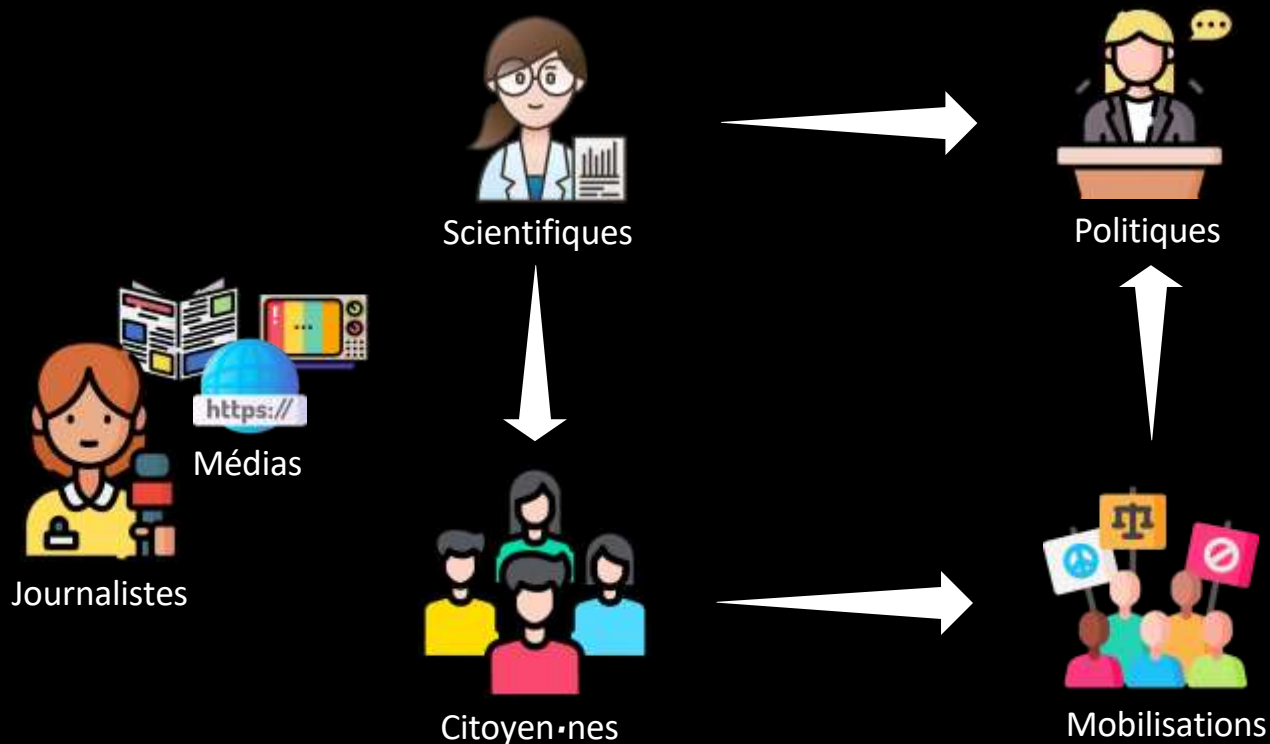 Scientifiques
Politiques
https://
Médias
Journalistes
Citoyen·nes
Mobilisations